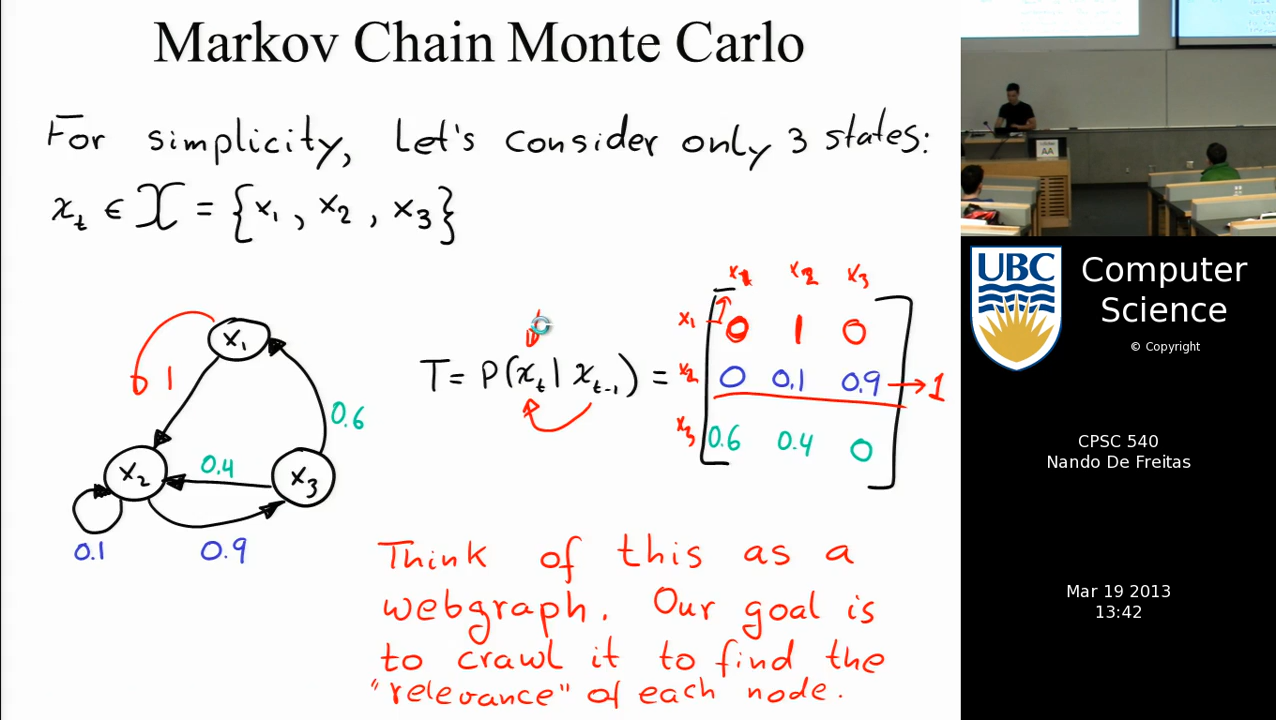 Markov Chain Monte Carlo
For simplicity, Let's consider only 3 states:
x_t ∈ X = {x1, x2, x3}
x1
1
0.6
x2
0.4
x3
0.1
0.9
T= P(x_t | x_t-1) =
x1 x2 x3
x1 0 1 0
x2 0 0.1 0.9 → 1
x3 0.6 0.4 0
Think of this as a
webgraph. Our goal is
to crawl it to find the
"relevance" of each node.
AA
UBC
Computer
Science
© Copyright
CPSC 540
Nando De Freitas
Mar 19 2013
13:42